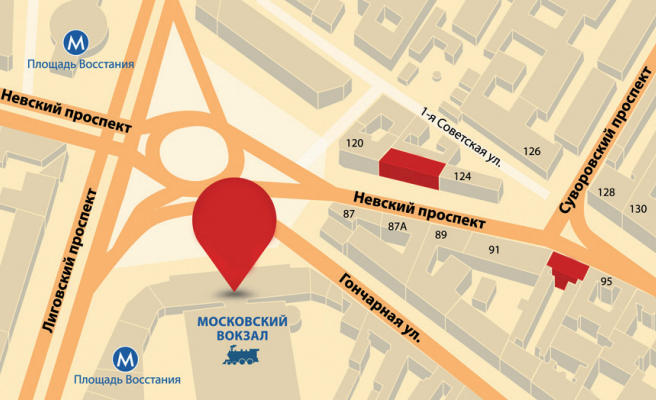 М
Площадь Восстания
Невский проспект
1-я Советская ул.
Суворовский проспект
120
124
126
128
130
Невский проспект
87
87А
89
91
95
Лиговский проспект
Гончарная ул.
МОСКОВСКИЙ
ВОКЗАЛ
М
Площадь Восстания